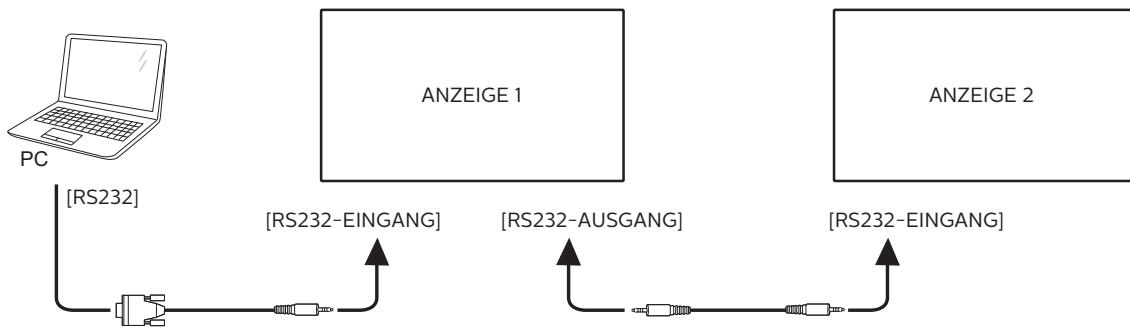 ANZEIGE 1
ANZEIGE 2
PC
[RS232]
[RS232-EINGANG]
[RS232-AUSGANG]
[RS232-EINGANG]